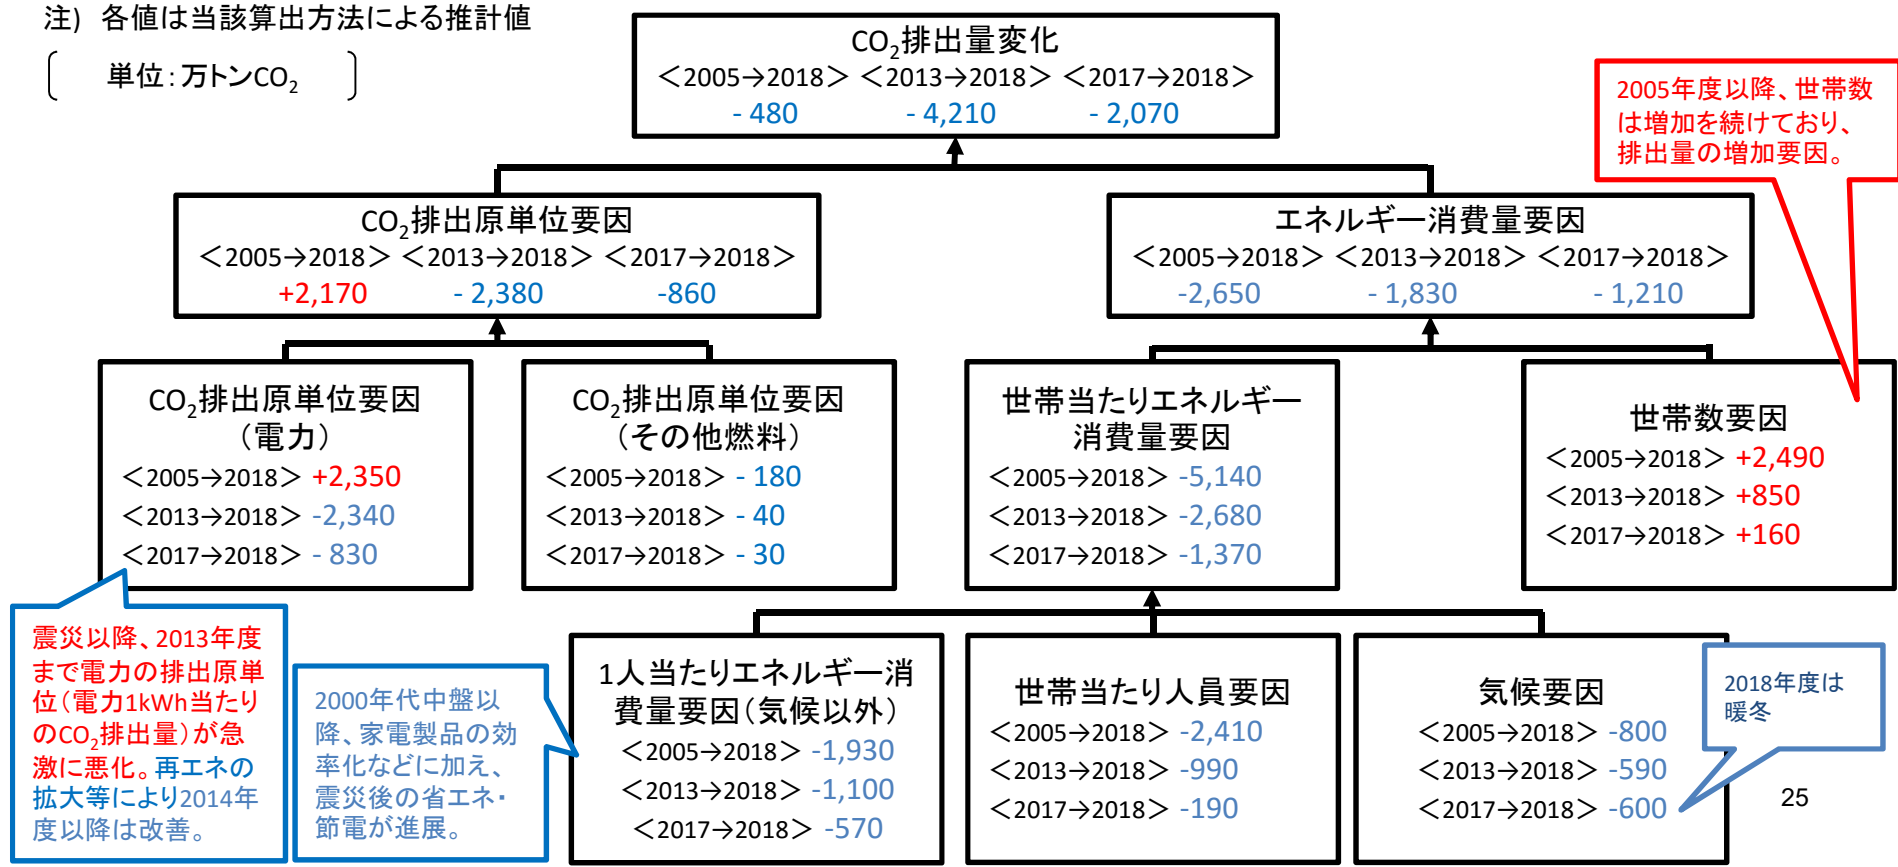 注) 各値は当該算出方法による推計値
単位:万トンCO₂
CO₂排出量変化
＜2005→2018＞ ＜2013→2018＞ ＜2017→2018＞
- 480 - 4,210 - 2,070
2005年度以降、世帯数
は増加を続けており、
排出量の増加要因。
CO₂排出原単位要因
＜2005→2018＞ ＜2013→2018＞ ＜2017→2018＞
+2,170 - 2,380 -860
エネルギー消費量要因
＜2005→2018＞ ＜2013→2018＞ ＜2017→2018＞
-2,650 - 1,830 - 1,210
CO₂排出原単位要因
（電力）
＜2005→2018＞ +2,350
＜2013→2018＞ -2,340
＜2017→2018＞ - 830
CO₂排出原単位要因
（その他燃料）
＜2005→2018＞ - 180
＜2013→2018＞ - 40
＜2017→2018＞ - 30
世帯当たりエネルギー
消費量要因
＜2005→2018＞ -5,140
＜2013→2018＞ -2,680
＜2017→2018＞ -1,370
世帯数要因
＜2005→2018＞ +2,490
＜2013→2018＞ +850
＜2017→2018＞ +160
震災以降、2013年度
まで電力の排出原単
位（電力1kWh当たり
のCO₂排出量）が急
激に悪化。再エネの
拡大等により2014年
度以降は改善。
2000年代中盤以
降、家電製品の効
率化などに加え、
震災後の省エネ・
節電が進展。
1人当たりエネルギー消
費量要因（気候以外）
＜2005→2018＞ -1,930
＜2013→2018＞ -1,100
＜2017→2018＞ -570
世帯当たり人員要因
＜2005→2018＞ -2,410
＜2013→2018＞ -990
＜2017→2018＞ -190
気候要因
＜2005→2018＞ -800
＜2013→2018＞ -590
＜2017→2018＞ -600
2018年度は
暖冬
25